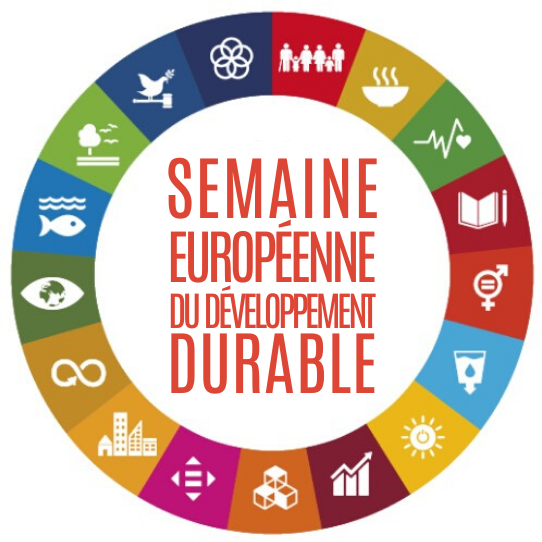 SEMAINE
EUROPÉENNE
DU DÉVELOPPEMENT
DURABLE